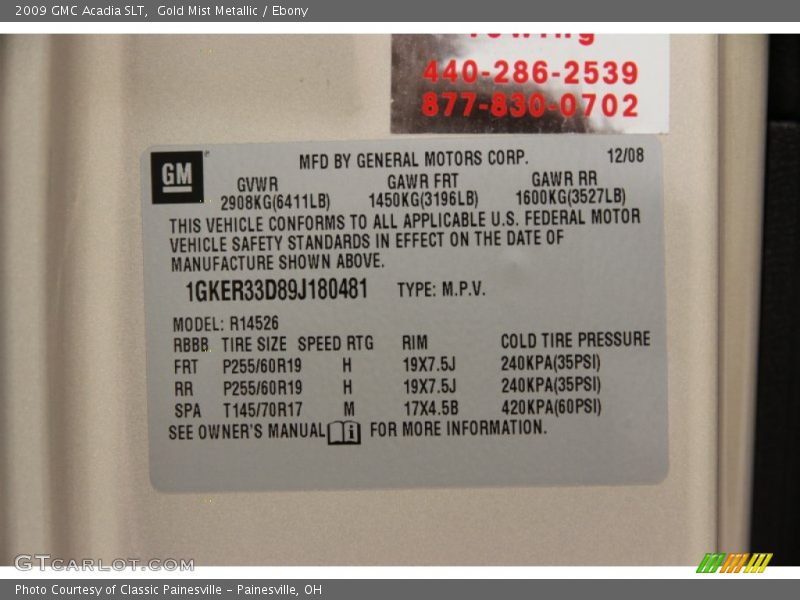 2009 GMC Acadia SLT,  Gold Mist Metallic / Ebony
440-286-2539
877-830-0702
GM
MFD BY GENERAL MOTORS CORP. 12/08
GVWR GAWR FRT GAWR RR
2908KG(6411LB) 1450KG(3196LB) 1600KG(3527LB)
THIS VEHICLE CONFORMS TO ALL APPLICABLE U.S. FEDERAL MOTOR
VEHICLE SAFETY STANDARDS IN EFFECT ON THE DATE OF
MANUFACTURE SHOWN ABOVE.
1GKER33D89J180481 TYPE: M.P.V.
MODEL: R14526
RBBB TIRE SIZE SPEED RTG RIM COLD TIRE PRESSURE
FRT P255/60R19 H 19X7.5J 240KPA(35PSI)
RR P255/60R19 H 19X7.5J 240KPA(35PSI)
SPA T145/70R17 M 17X4.5B 420KPA(60PSI)
SEE OWNER'S MANUAL i FOR MORE INFORMATION.
GTCARLOT.COM
Photo Courtesy of Classic Painesville - Painesville, OH